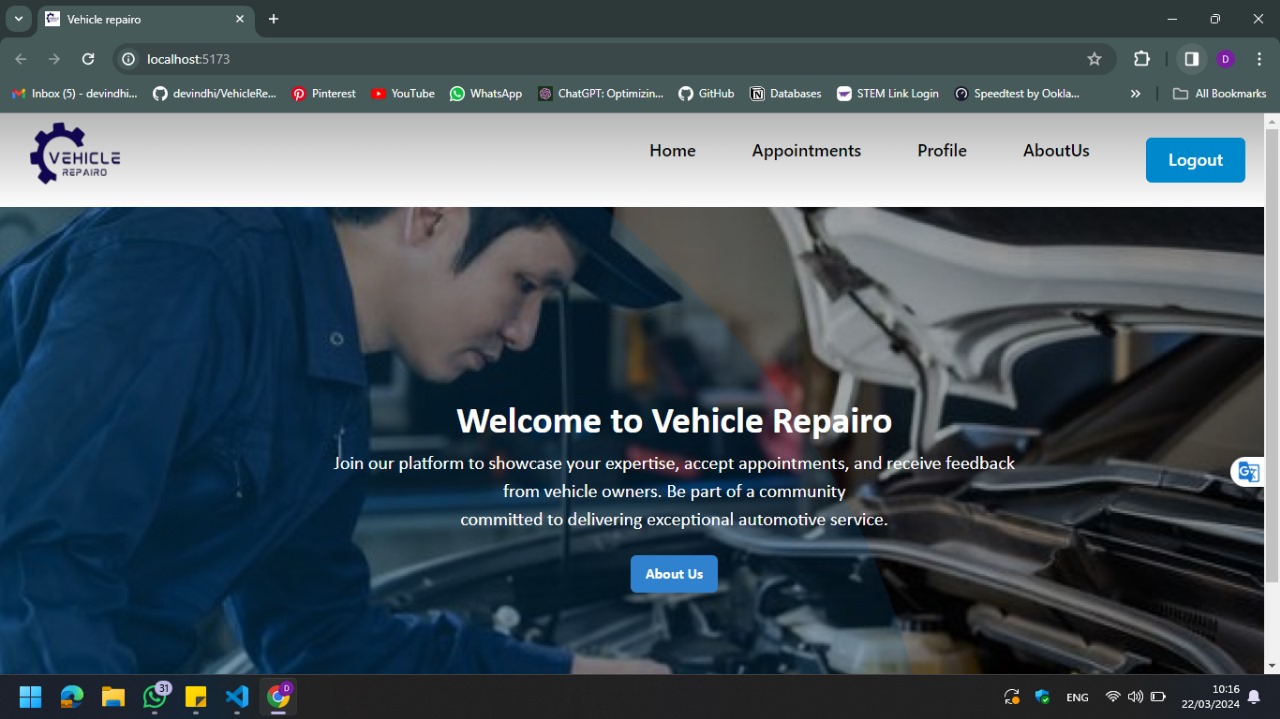 Vehicle repairo
localhost:5173
Inbox (5) - devindhi...
devindhi/VehicleRe...
Pinterest
YouTube
WhatsApp
ChatGPT: Optimizin...
GitHub
Databases
STEM Link Login
Speedtest by Ookla...
All Bookmarks
D
VEHICLE
REPAIRO
Home
Appointments
Profile
AboutUs
Logout
Welcome to Vehicle Repairo
Join our platform to showcase your expertise, accept appointments, and receive feedback
from vehicle owners. Be part of a community
committed to delivering exceptional automotive service.
About Us
31
D
ENG
10:16
22/03/2024